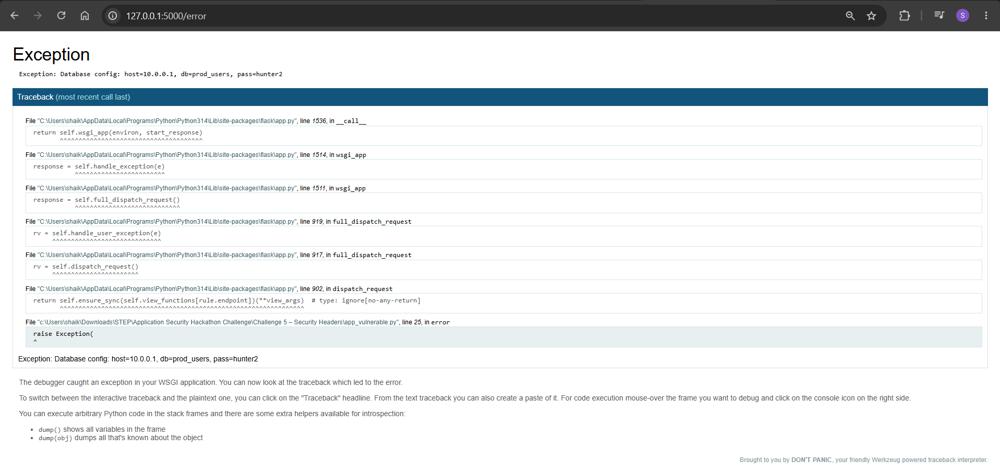 127.0.0.1:5000/error
S
Exception
Exception: Database config: host=10.0.0.1, db=prod_users, pass=hunter2
Traceback (most recent call last)
File "C:\Users\shaik\AppData\Local\Programs\Python\Python314\Lib\site-packages\flask\app.py", line 1536, in __call__
return self.wsgi_app(environ, start_response)
^^^^^^^^^^^^^^^^^^^^^^^^^^^^^^^^^^^^^^
File "C:\Users\shaik\AppData\Local\Programs\Python\Python314\Lib\site-packages\flask\app.py", line 1514, in wsgi_app
response = self.handle_exception(e)
^^^^^^^^^^^^^^^^^^^^^^^^
File "C:\Users\shaik\AppData\Local\Programs\Python\Python314\Lib\site-packages\flask\app.py", line 1511, in wsgi_app
response = self.full_dispatch_request()
^^^^^^^^^^^^^^^^^^^^^^^^^^^^
File "C:\Users\shaik\AppData\Local\Programs\Python\Python314\Lib\site-packages\flask\app.py", line 919, in full_dispatch_request
rv = self.handle_user_exception(e)
^^^^^^^^^^^^^^^^^^^^^^^^^^^^^
File "C:\Users\shaik\AppData\Local\Programs\Python\Python314\Lib\site-packages\flask\app.py", line 917, in full_dispatch_request
rv = self.dispatch_request()
^^^^^^^^^^^^^^^^^^^^^^^
File "C:\Users\shaik\AppData\Local\Programs\Python\Python314\Lib\site-packages\flask\app.py", line 902, in dispatch_request
return self.ensure_sync(self.view_functions[rule.endpoint])(**view_args)  # type: ignore[no-any-return]
^^^^^^^^^^^^^^^^^^^^^^^^^^^^^^^^^^^^^^^^^^^^^^^^^^^^^^^^^^^^^^^^^
File "c:\Users\shaik\Downloads\STEP\Application Security Hackathon Challenge\Challenge 5 – Security Headers\app_vulnerable.py", line 25, in error
raise Exception(
^
Exception: Database config: host=10.0.0.1, db=prod_users, pass=hunter2
The debugger caught an exception in your WSGI application. You can now look at the traceback which led to the error.
To switch between the interactive traceback and the plaintext one, you can click on the "Traceback" headline. From the text traceback you can also create a paste of it. For code execution mouse-over the frame you want to debug and click on the console icon on the right side.
You can execute arbitrary Python code in the stack frames and there are some extra helpers available for introspection:
• dump() shows all variables in the frame
• dump(obj) dumps all that's known about the object
Brought to you by DON'T PANIC, your friendly Werkzeug powered traceback interpreter.